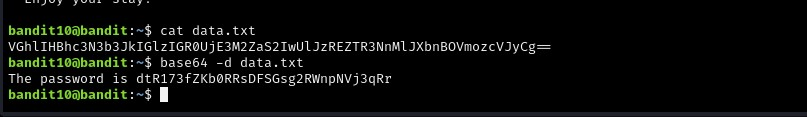 Enjoy your stay!
bandit10@bandit:~$ cat data.txt
VGhlIHBhc3N3b3JkIGlzIGR0UjE3M2ZaS2IwUlJzREZTR3NnMlJXbnBOVmozcVJyCg==
bandit10@bandit:~$ base64 -d data.txt
The password is dtR173fZKb0RRsDFSGsg2RWnpNVj3qRr
bandit10@bandit:~$